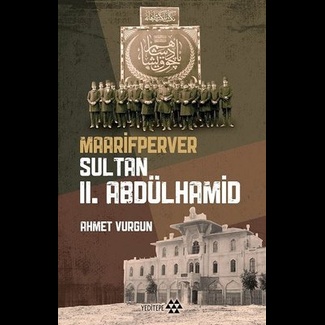 MAARİFPERVER
SULTAN
II. ABDÜLHAMİD
AHMET VURGUN
YEDİTEPE